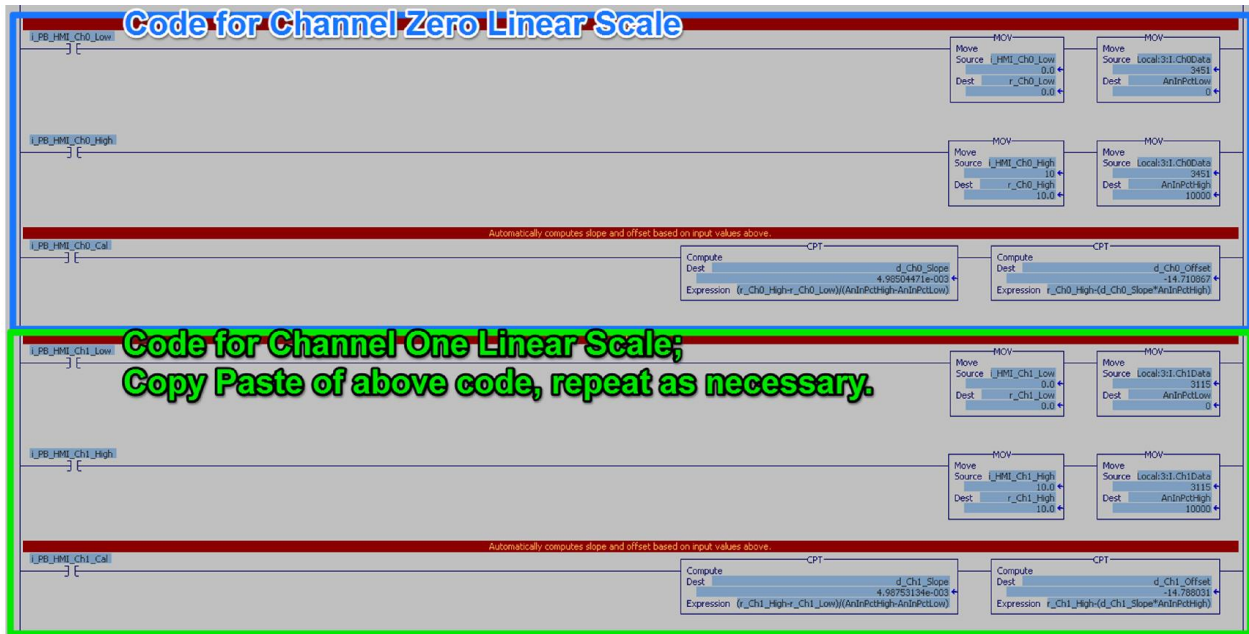 Code for Channel Zero Linear Scale
i_PB_HMI_Ch0_Low
MOV
Move
Source i_HMI_Ch0_Low
0.0
Dest r_Ch0_Low
0.0
MOV
Move
Source Local:3:I.Ch0Data
3451
Dest AnInPctLow
0
i_PB_HMI_Ch0_High
MOV
Move
Source i_HMI_Ch0_High
10
Dest r_Ch0_High
10.0
MOV
Move
Source Local:3:I.Ch0Data
3451
Dest AnInPctHigh
10000
Automatically computes slope and offset based on input values above.
i_PB_HMI_Ch0_Cal
CPT
Compute
Dest d_Ch0_Slope
4.98504471e-003
Expression (r_Ch0_High-r_Ch0_Low)/(AnInPctHigh-AnInPctLow)
CPT
Compute
Dest d_Ch0_Offset
-14.710867
Expression r_Ch0_High-(d_Ch0_Slope*AnInPctHigh)
Code for Channel One Linear Scale;
Copy Paste of above code, repeat as necessary.
i_PB_HMI_Ch1_Low
MOV
Move
Source i_HMI_Ch1_Low
0.0
Dest r_Ch1_Low
0.0
MOV
Move
Source Local:3:I.Ch1Data
3115
Dest AnInPctLow
0
i_PB_HMI_Ch1_High
MOV
Move
Source i_HMI_Ch1_High
10.0
Dest r_Ch1_High
10.0
MOV
Move
Source Local:3:I.Ch1Data
3115
Dest AnInPctHigh
10000
Automatically computes slope and offset based on input values above.
i_PB_HMI_Ch1_Cal
CPT
Compute
Dest d_Ch1_Slope
4.98753134e-003
Expression (r_Ch1_High-r_Ch1_Low)/(AnInPctHigh-AnInPctLow)
CPT
Compute
Dest d_Ch1_Offset
-14.788031
Expression r_Ch1_High-(d_Ch1_Slope*AnInPctHigh)